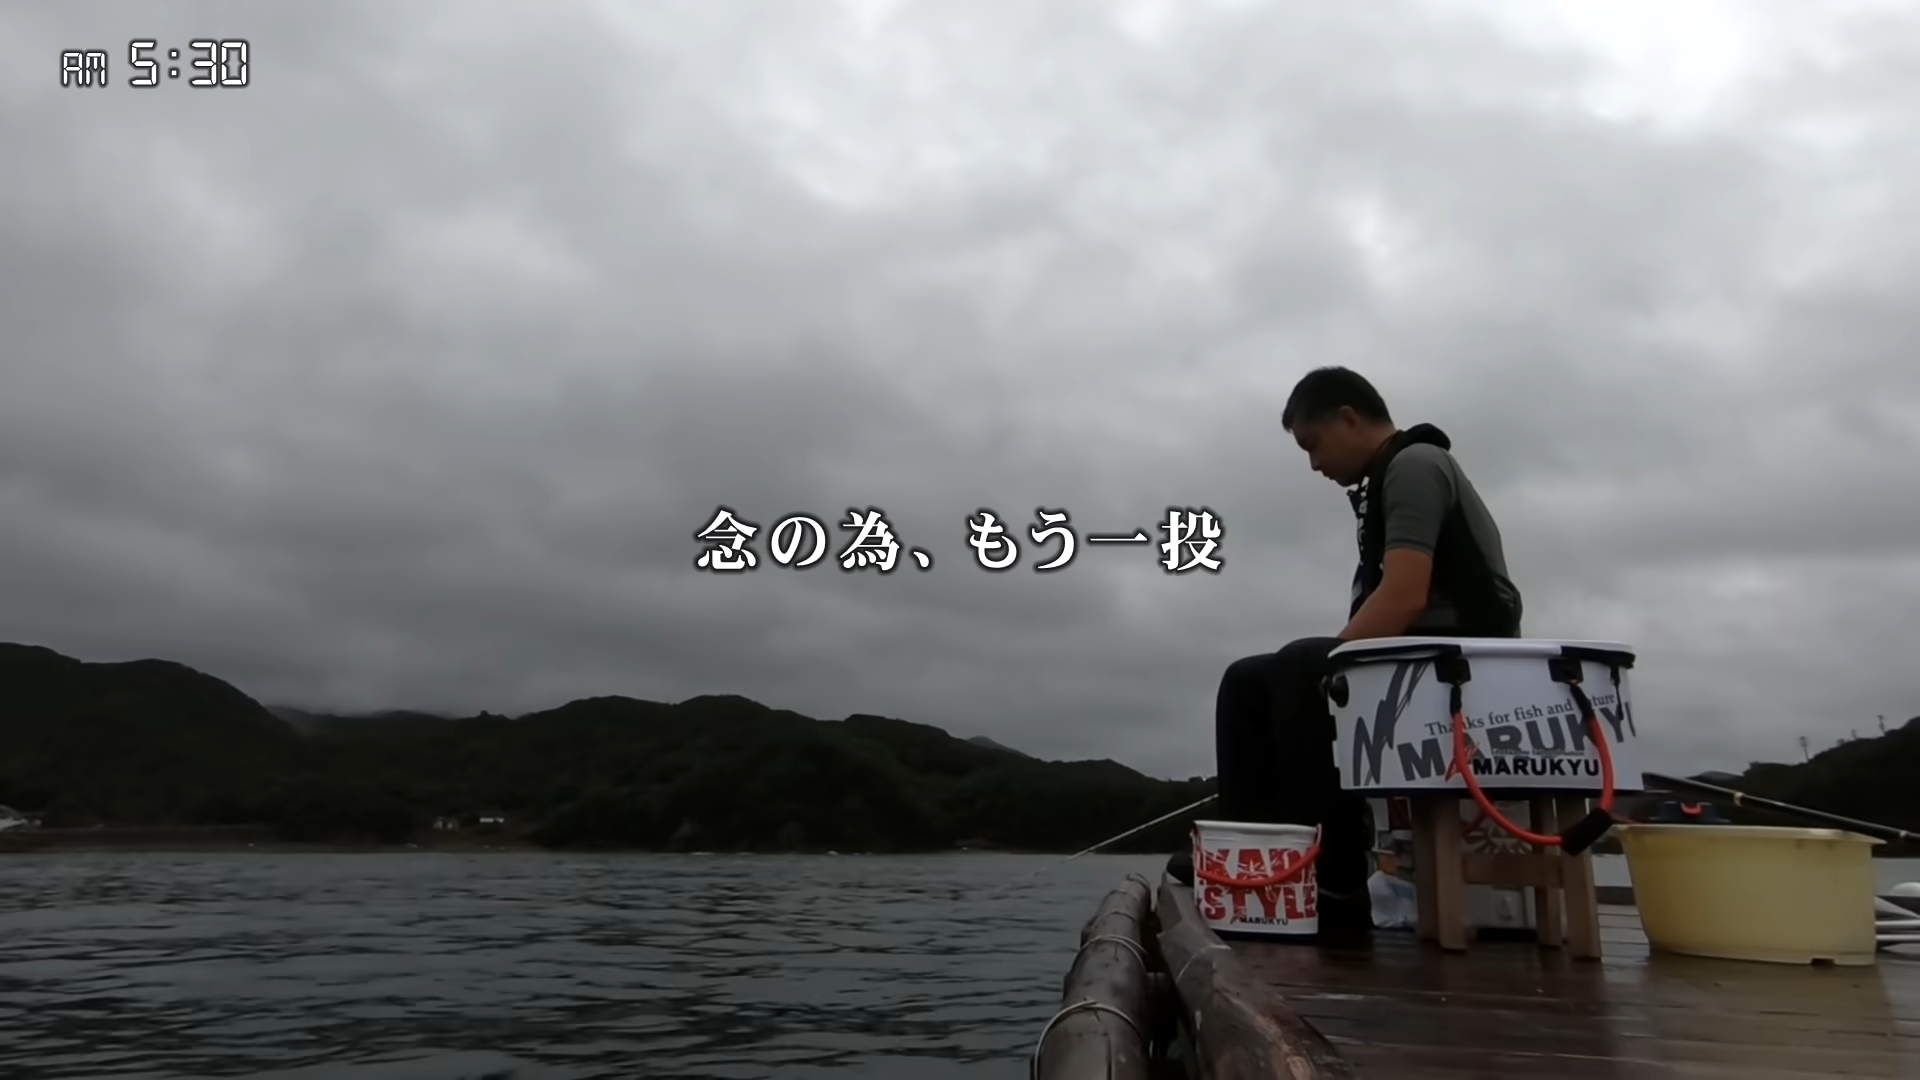 AM 5:30
念の為、もう一投
Thanks for fish and nature
MARUKYU
MARUKYU
STYLE
MARUKYU